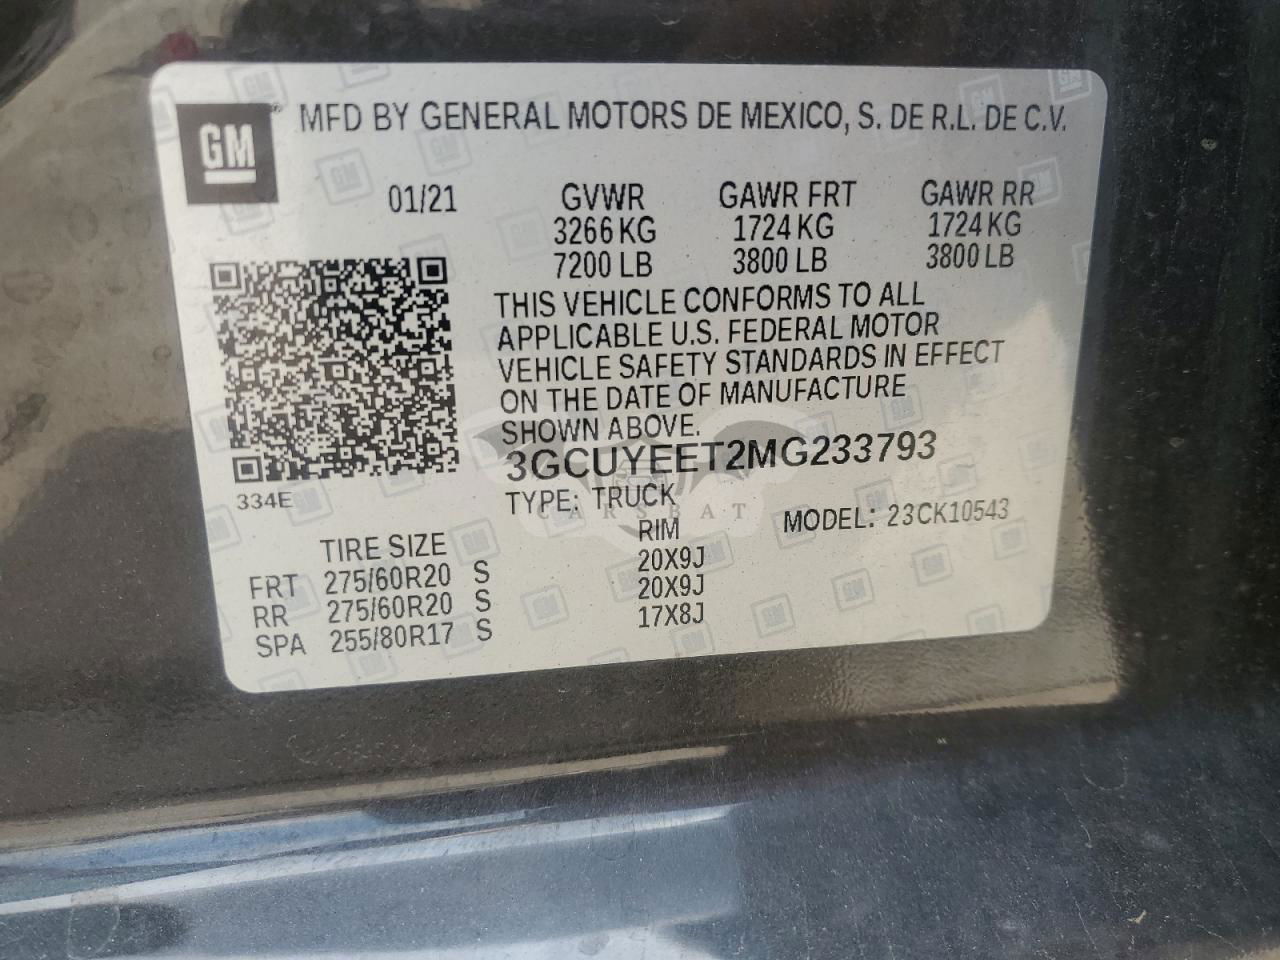 GM ® MFD BY GENERAL MOTORS DE MEXICO, S. DE R.L. DE C.V.
01/21 GVWR GAWR FRT GAWR RR
3266 KG 1724 KG 1724 KG
7200 LB 3800 LB 3800 LB
THIS VEHICLE CONFORMS TO ALL
APPLICABLE U.S. FEDERAL MOTOR
VEHICLE SAFETY STANDARDS IN EFFECT
ON THE DATE OF MANUFACTURE
SHOWN ABOVE.
3GCUYEET2MG233793
334E
TYPE: TRUCK
CARSBAT
MODEL: 23CK10543
TIRE SIZE RIM
FRT 275/60R20 S 20X9J
RR 275/60R20 S 20X9J
SPA 255/80R17 S 17X8J